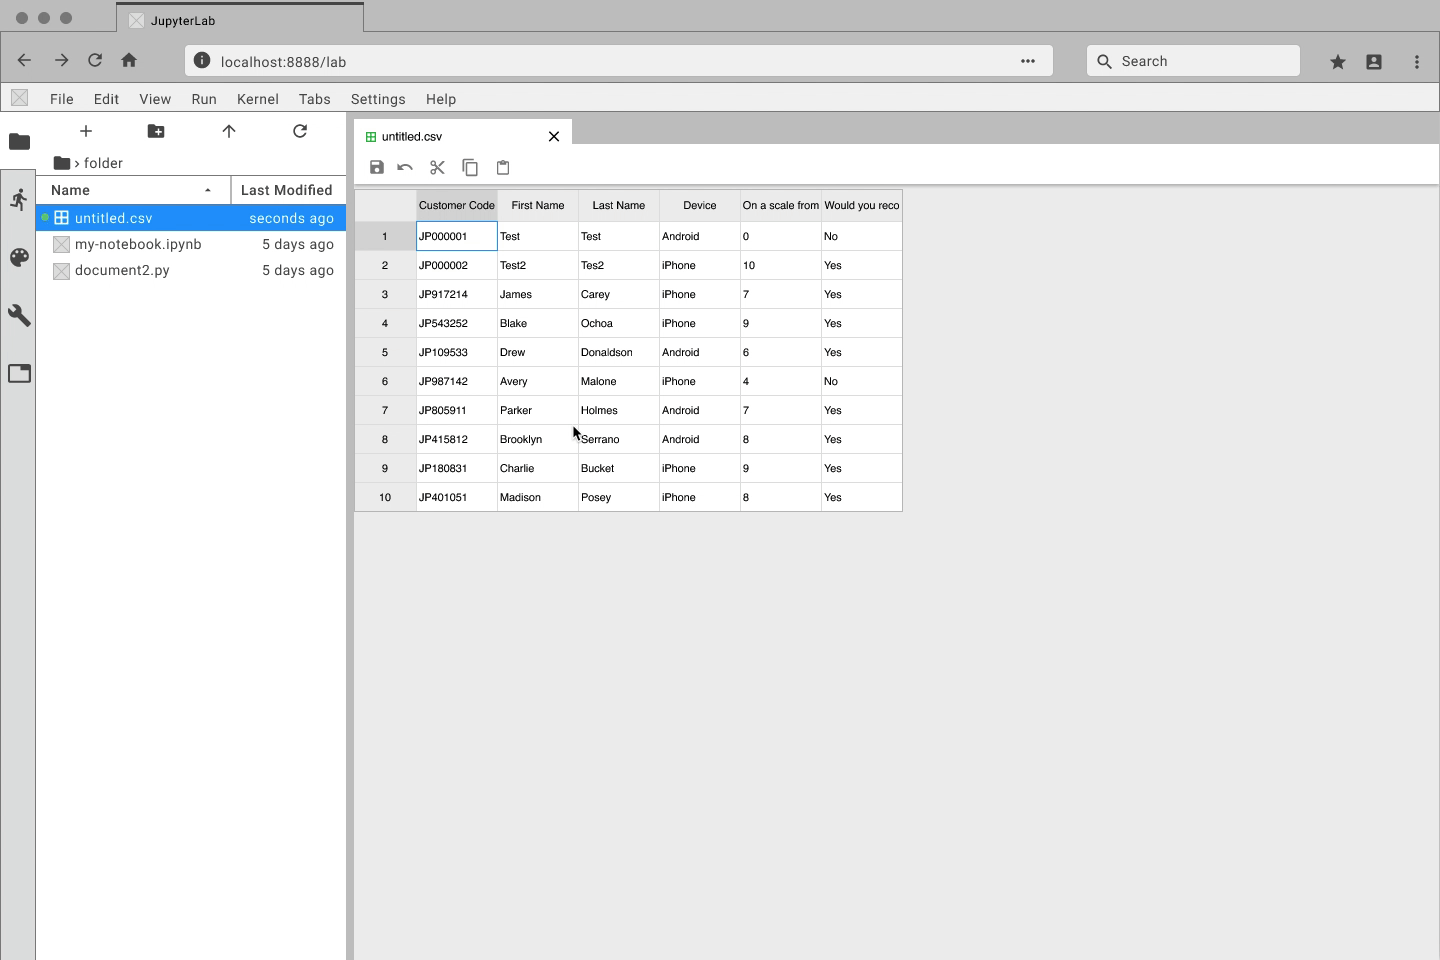 JupyterLab
localhost:8888/lab
Search
File Edit View Run Kernel Tabs Settings Help
› folder
Name Last Modified
untitled.csv seconds ago
my-notebook.ipynb 5 days ago
document2.py 5 days ago
untitled.csv
Customer Code First Name Last Name Device On a scale from Would you reco
1 JP000001 Test Test Android 0 No
2 JP000002 Test2 Tes2 iPhone 10 Yes
3 JP917214 James Carey iPhone 7 Yes
4 JP543252 Blake Ochoa iPhone 9 Yes
5 JP109533 Drew Donaldson Android 6 Yes
6 JP987142 Avery Malone iPhone 4 No
7 JP805911 Parker Holmes Android 7 Yes
8 JP415812 Brooklyn Serrano Android 8 Yes
9 JP180831 Charlie Bucket iPhone 9 Yes
10 JP401051 Madison Posey iPhone 8 Yes